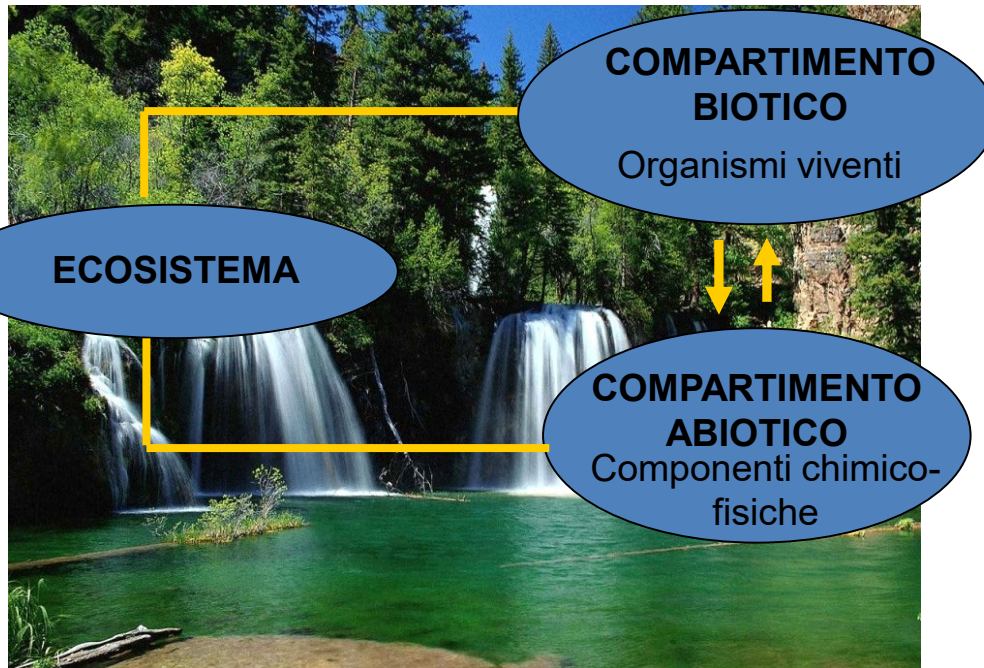 COMPARTIMENTO
BIOTICO
Organismi viventi
ECOSISTEMA
COMPARTIMENTO
ABIOTICO
Componenti chimico-
fisiche